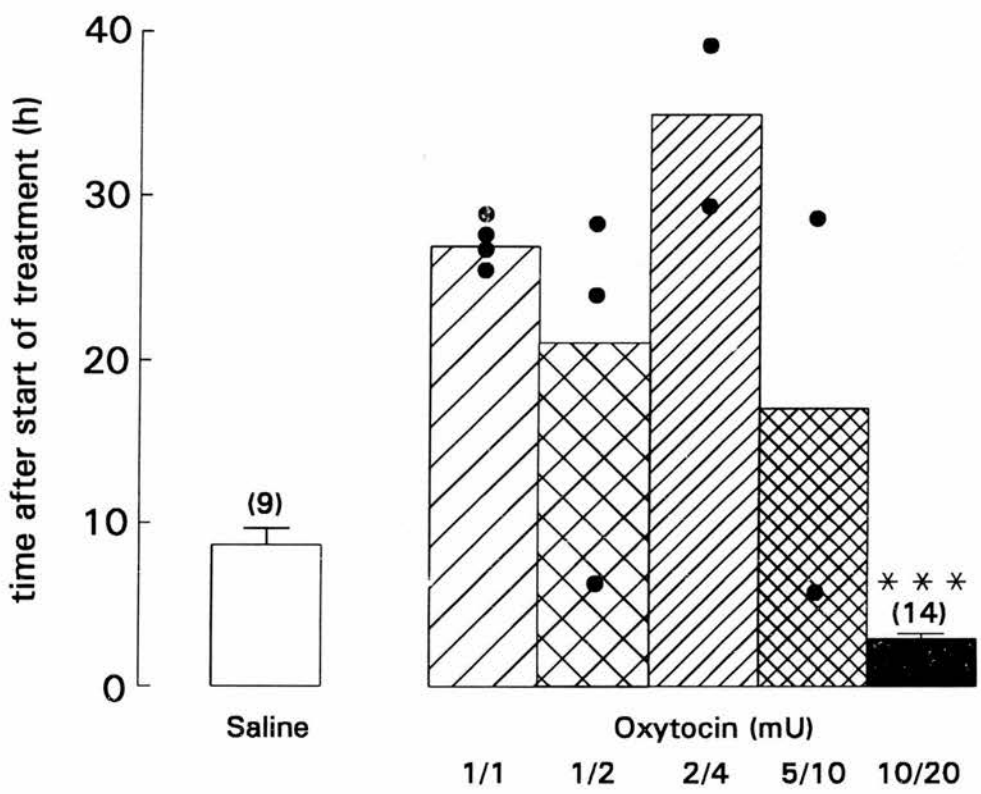 time after start of treatment (h)
40
30
20
10
0
(9)
* * *
(14)
Saline
Oxytocin (mU)
1/1 1/2 2/4 5/10 10/20